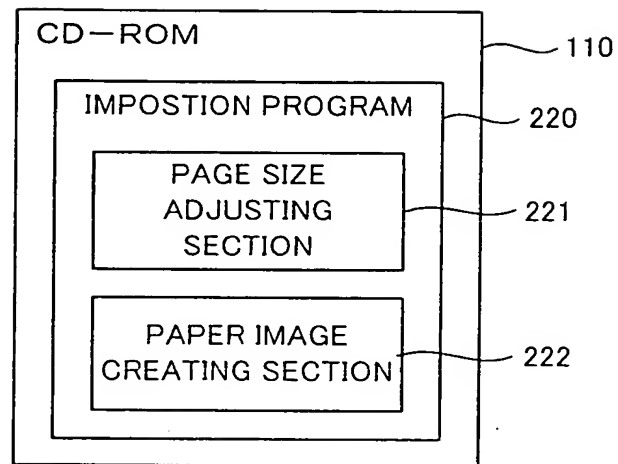 CD-ROM
110
IMPOSTION PROGRAM
220
PAGE SIZE
ADJUSTING
SECTION
221
PAPER IMAGE
CREATING SECTION
222